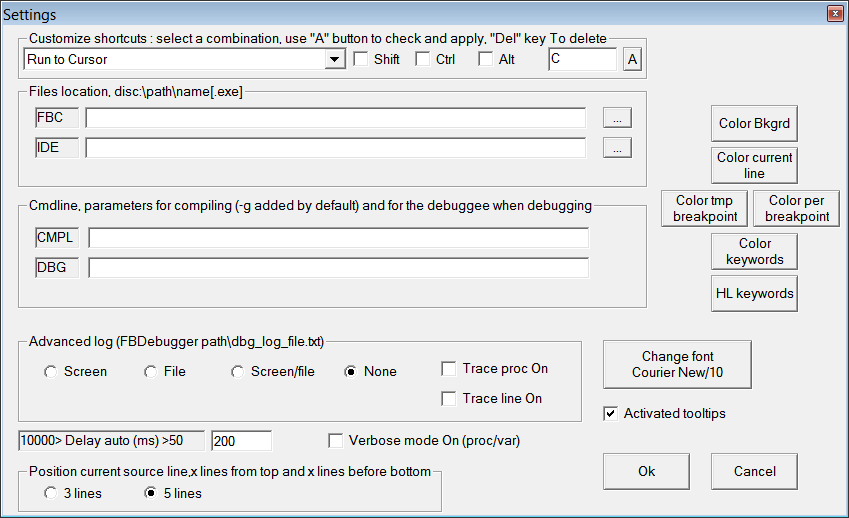 Settings
Customize shortcuts : select a combination, use "A" button to check and apply, "Del" key To delete
Run to Cursor
Shift
Ctrl
Alt
C
A
Files location, disc:\path\name[.exe]
FBC
...
IDE
...
Color Bkgrd
Color current
line
Color tmp
breakpoint
Color per
breakpoint
Color
keywords
HL keywords
Cmdline, parameters for compiling (-g added by default) and for the debuggee when debugging
CMPL
DBG
Advanced log (FBDebugger path\dbg_log_file.txt)
Screen
File
Screen/file
None
Trace proc On
Trace line On
Change font
Courier New/10
Activated tooltips
10000> Delay auto (ms) >50
200
Verbose mode On (proc/var)
Position current source line,x lines from top and x lines before bottom
3 lines
5 lines
Ok
Cancel